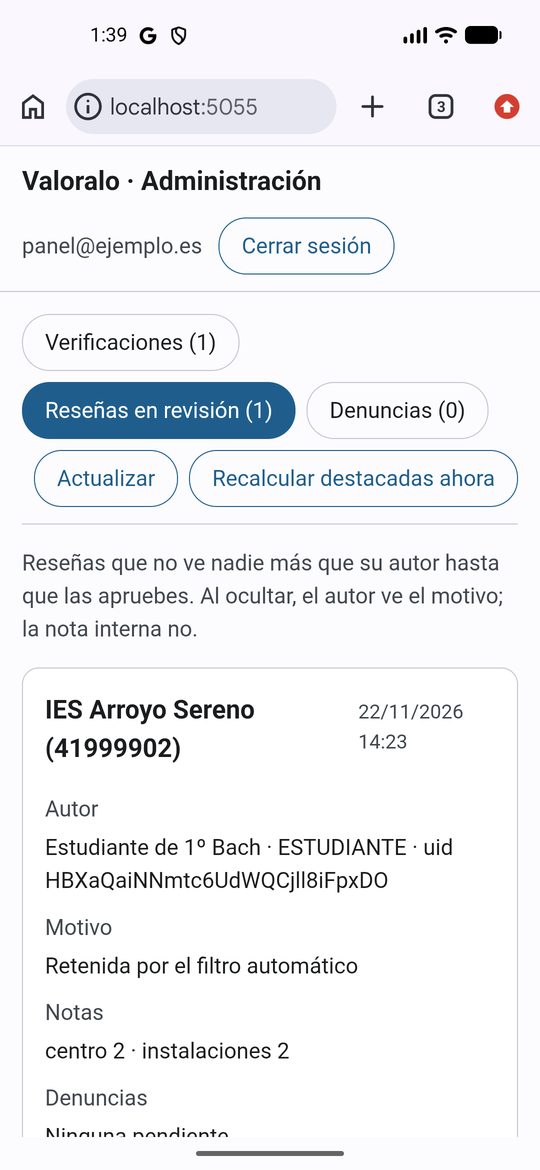 1:39
localhost:5055
3
Valoralo · Administración
panel@ejemplo.es
Cerrar sesión
Verificaciones (1)
Reseñas en revisión (1)
Denuncias (0)
Actualizar
Recalcular destacadas ahora
Reseñas que no ve nadie más que su autor hasta
que las apruebes. Al ocultar, el autor ve el motivo;
la nota interna no.
IES Arroyo Sereno
(41999902)
22/11/2026
14:23
Autor
Estudiante de 1º Bach · ESTUDIANTE · uid
HBXaQaiNNmtc6UdWQCjll8iFpxDO
Motivo
Retenida por el filtro automático
Notas
centro 2 · instalaciones 2
Denuncias
Ninguna pendiente